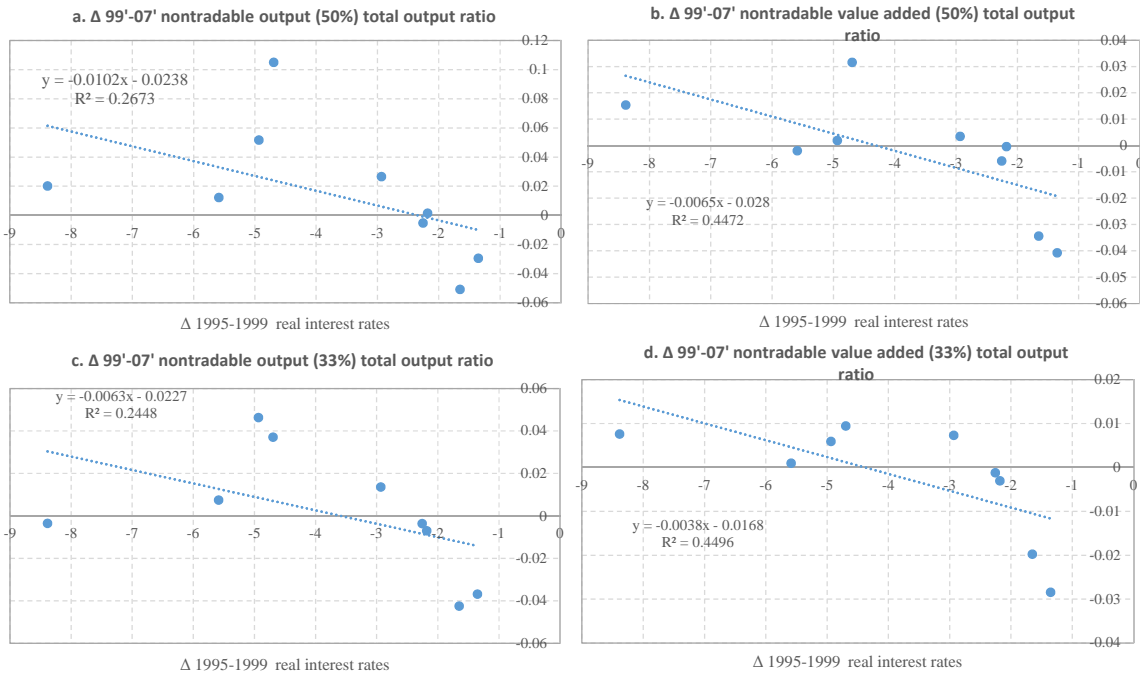 a. Δ 99'-07' nontradable output (50%) total output ratio
0.12
0.1
0.08
0.06
0.04
0.02
0
-0.02
-0.04
-0.06
y = -0.0102x - 0.0238
R² = 0.2673
-9 -8 -7 -6 -5 -4 -3 -2 -1 0
Δ 1995-1999 real interest rates
b. Δ 99'-07' nontradable value added (50%) total output
ratio
0.04
0.03
0.02
0.01
0
-0.01
-0.02
-0.03
-0.04
-0.05
-0.06
-9 -8 -7 -6 -5 -4 -3 -2 -1 0
y = -0.0065x - 0.028
R² = 0.4472
Δ 1995-1999 real interest rates
c. Δ 99'-07' nontradable output (33%) total output ratio
0.06
0.04
0.02
0
-0.02
-0.04
-0.06
y = -0.0063x - 0.0227
R² = 0.2448
-9 -8 -7 -6 -5 -4 -3 -2 -1 0
Δ 1995-1999 real interest rates
d. Δ 99'-07' nontradable value added (33%) total output
ratio
0.02
0.01
0
-0.01
-0.02
-0.03
-0.04
-9 -8 -7 -6 -5 -4 -3 -2 -1 0
y = -0.0038x - 0.0168
R² = 0.4496
Δ 1995-1999 real interest rates